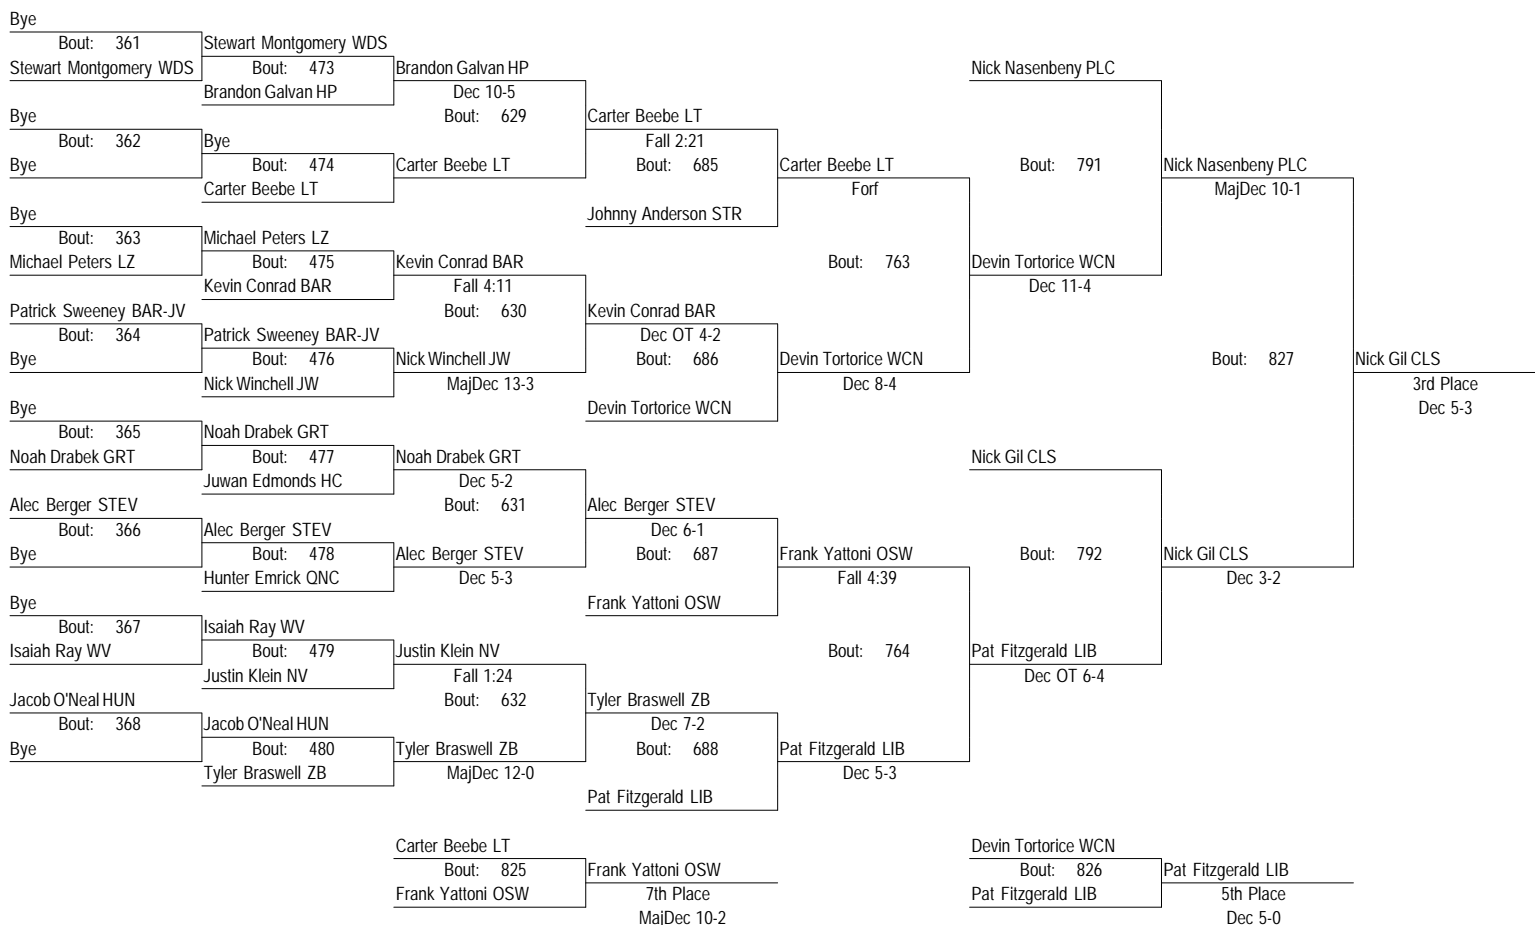 Bye
Bout: 361
Stewart Montgomery WDS
Stewart Montgomery WDS
Bout: 473
Brandon Galvan HP
Brandon Galvan HP
Dec 10-5
Bout: 629
Bye
Bout: 362
Bye
Bye
Bout: 474
Carter Beebe LT
Carter Beebe LT
Carter Beebe LT
Fall 2:21
Bout: 685
Johnny Anderson STR
Carter Beebe LT
Forf
Bye
Bout: 363
Michael Peters LZ
Michael Peters LZ
Bout: 475
Kevin Conrad BAR
Kevin Conrad BAR
Fall 4:11
Bout: 630
Patrick Sweeney BAR-JV
Bout: 364
Bye
Patrick Sweeney BAR-JV
Bout: 476
Nick Winchell JW
Nick Winchell JW
MajDec 13-3
Kevin Conrad BAR
Dec OT 4-2
Bout: 686
Devin Tortorice WCN
Devin Tortorice WCN
Dec 8-4
Bout: 763
Nick Nasenbeny PLC
Bout: 791
Devin Tortorice WCN
Dec 11-4
Nick Nasenbeny PLC
MajDec 10-1
Bye
Bout: 365
Noah Drabek GRT
Noah Drabek GRT
Bout: 477
Juwan Edmonds HC
Noah Drabek GRT
Dec 5-2
Bout: 631
Alec Berger STEV
Bout: 366
Bye
Alec Berger STEV
Bout: 478
Hunter Emrick QNC
Alec Berger STEV
Dec 5-3
Alec Berger STEV
Dec 6-1
Bout: 687
Frank Yattoni OSW
Frank Yattoni OSW
Fall 4:39
Bye
Bout: 367
Isaiah Ray WV
Isaiah Ray WV
Bout: 479
Justin Klein NV
Justin Klein NV
Fall 1:24
Bout: 632
Jacob O'Neal HUN
Bout: 368
Bye
Jacob O'Neal HUN
Bout: 480
Tyler Braswell ZB
Tyler Braswell ZB
MajDec 12-0
Tyler Braswell ZB
Dec 7-2
Bout: 688
Pat Fitzgerald LIB
Pat Fitzgerald LIB
Dec 5-3
Bout: 764
Nick Gil CLS
Bout: 792
Pat Fitzgerald LIB
Dec OT 6-4
Nick Gil CLS
Dec 3-2
Bout: 827
Nick Gil CLS
3rd Place
Dec 5-3
Carter Beebe LT
Bout: 825
Frank Yattoni OSW
Frank Yattoni OSW
7th Place
MajDec 10-2
Devin Tortorice WCN
Bout: 826
Pat Fitzgerald LIB
Pat Fitzgerald LIB
5th Place
Dec 5-0